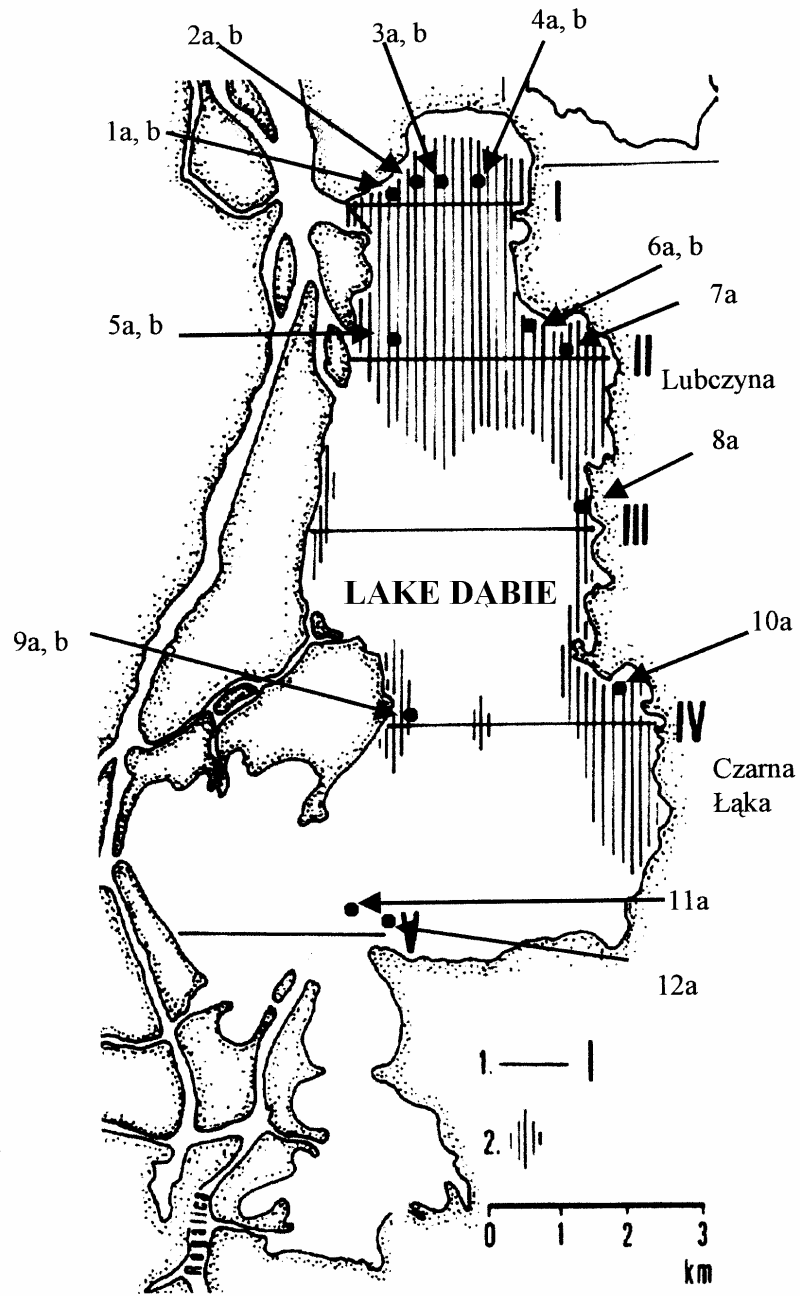 4a, b
2a, b
3a, b
1a, b
I
6a, b
7a
5a, b
II
Lubczyna
8a
III
LAKE DĄBIE
10a
9a, b
IV
Czarna
Łąka
11a
V
12a
1. I
2.
0 1 2 3
km
Regalica